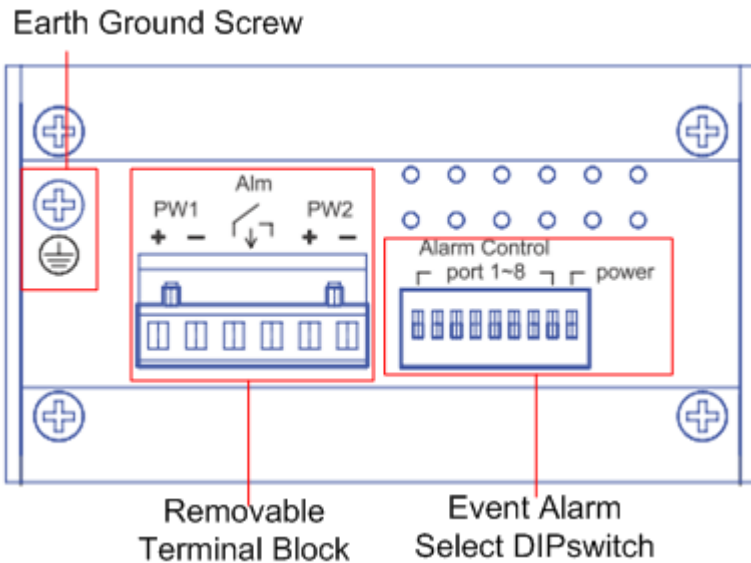 Earth Ground Screw
Alm
PW1 PW2
+ - + -
Alarm Control
port 1~8 power
Removable
Terminal Block
Event Alarm
Select DIPswitch